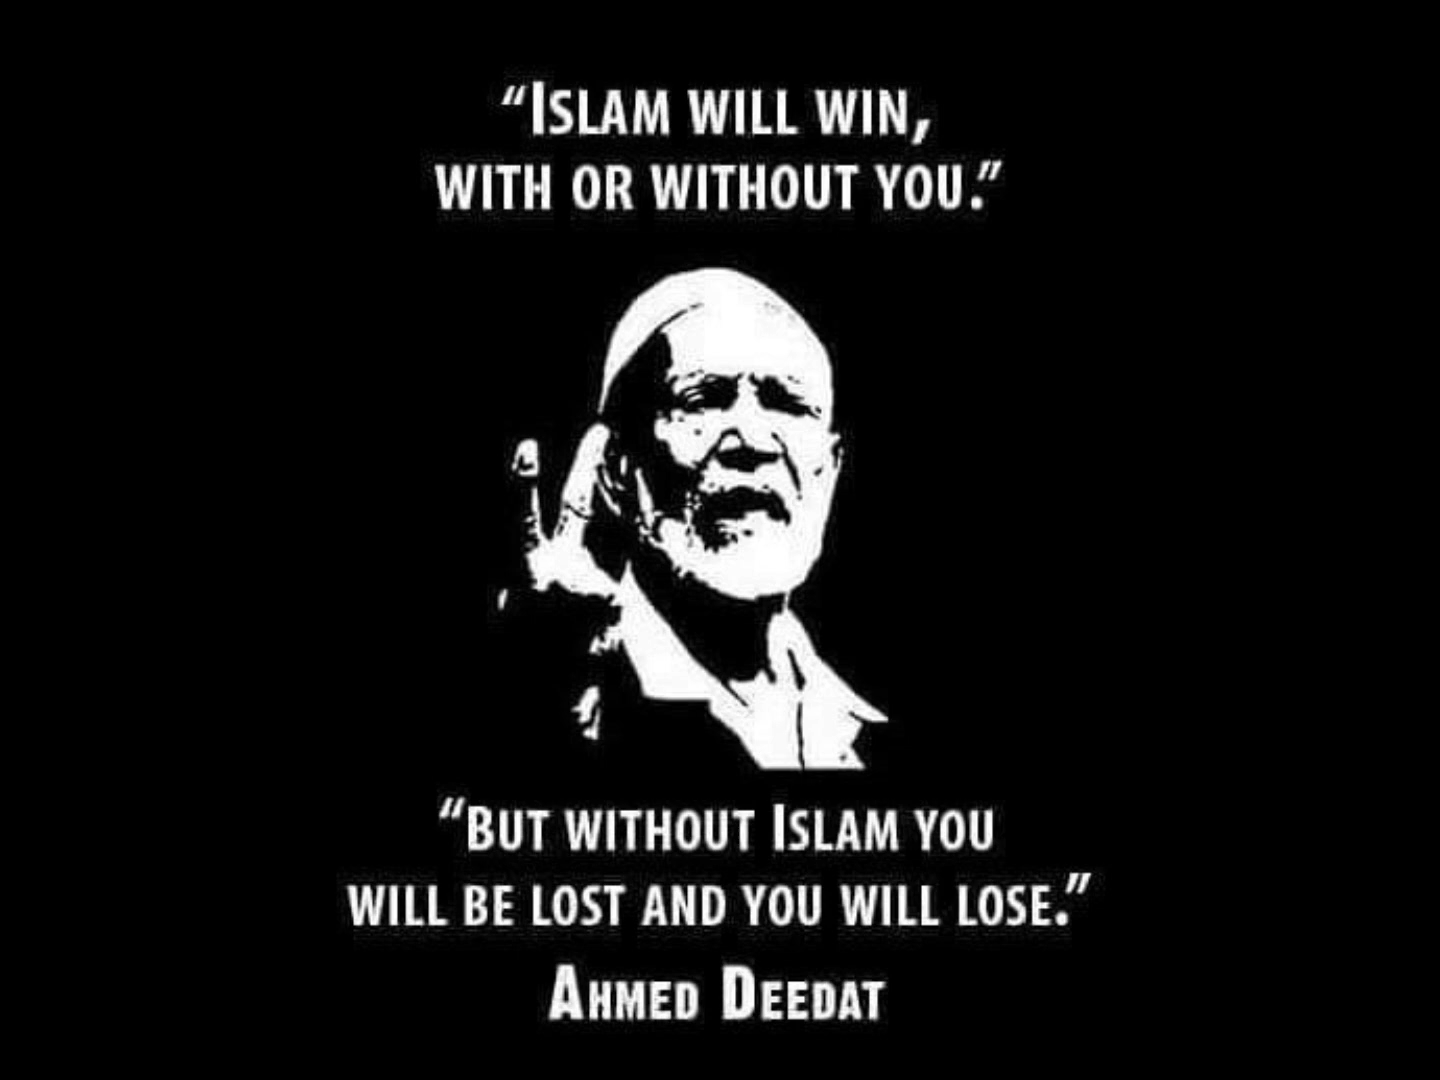 “Islam will win,
with or without you.”
“But without Islam you
will be lost and you will lose.”
Ahmed Deedat